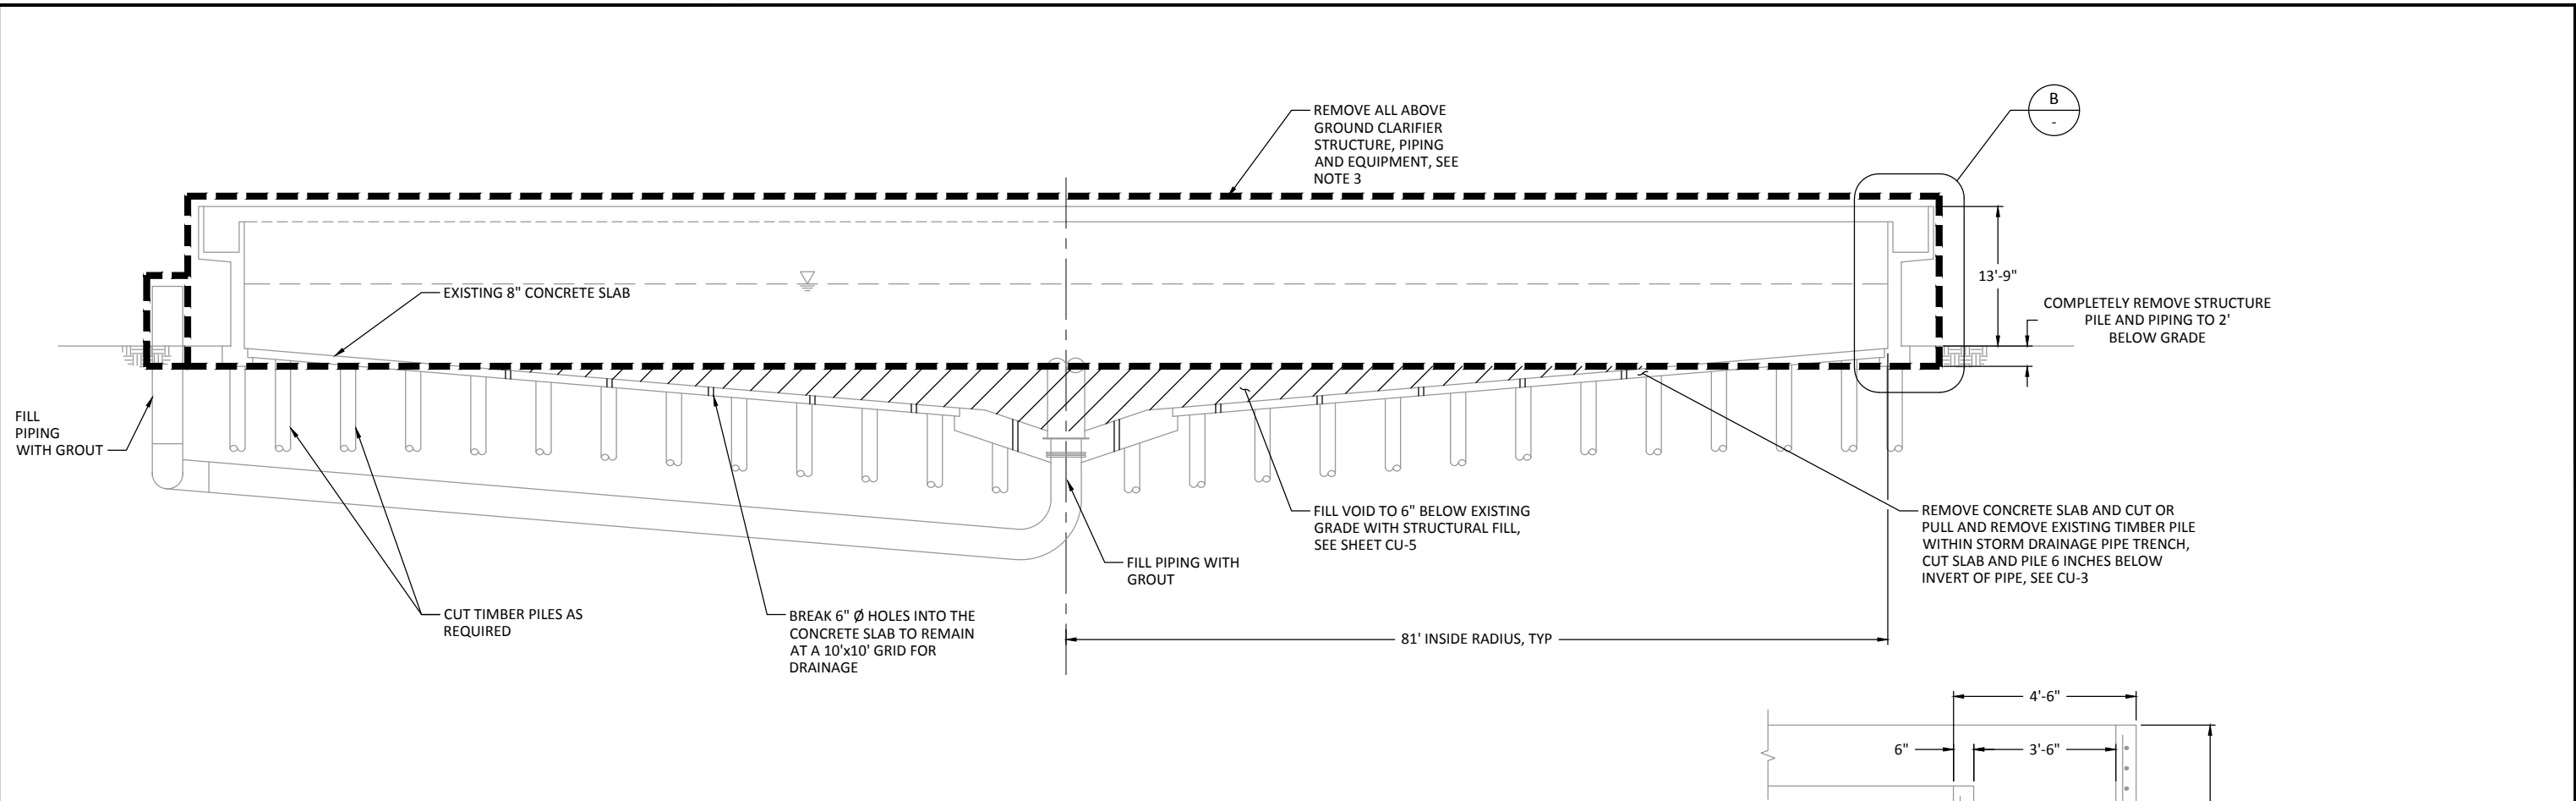 REMOVE ALL ABOVE
GROUND CLARIFIER
STRUCTURE, PIPING
AND EQUIPMENT, SEE
NOTE 3
B
-
EXISTING 8" CONCRETE SLAB
13'-9"
COMPLETELY REMOVE STRUCTURE
PILE AND PIPING TO 2'
BELOW GRADE
FILL
PIPING
WITH GROUT
FILL VOID TO 6" BELOW EXISTING
GRADE WITH STRUCTURAL FILL,
SEE SHEET CU-5
REMOVE CONCRETE SLAB AND CUT OR
PULL AND REMOVE EXISTING TIMBER PILE
WITHIN STORM DRAINAGE PIPE TRENCH,
CUT SLAB AND PILE 6 INCHES BELOW
INVERT OF PIPE, SEE CU-3
FILL PIPING WITH
GROUT
CUT TIMBER PILES AS
REQUIRED
BREAK 6" Ø HOLES INTO THE
CONCRETE SLAB TO REMAIN
AT A 10'x10' GRID FOR
DRAINAGE
81' INSIDE RADIUS, TYP
4'-6"
6"
3'-6"